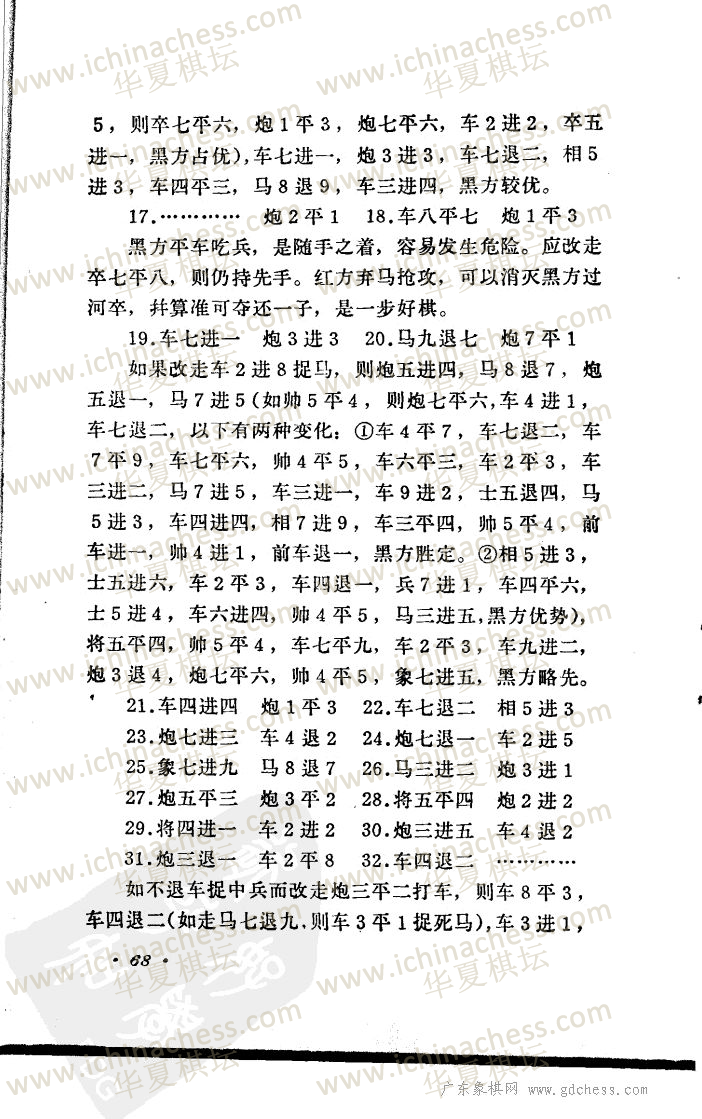 5，则卒七平六，炮1平3，炮七平六，车2进2，卒五
进一，黑方占优)，车七进一，炮3进3，车七退二，相5
进3，车四平三，马8退9，车三进四，黑方较优。
17.………… 炮2平1 18.车八平七 炮1平3
黑方平车吃兵，是随手之着，容易发生危险。应改走
卒七平八，则仍持先手。红方弃马抢攻，可以消灭黑方过
河卒，幷算准可夺还一子，是一步好棋。
19.车七进一 炮3进3 20.马九退七 炮7平1
如果改走车2进8捉马，则炮五进四，马8退7，炮
五退一，马7进5(如帅5平4，则炮七平六，车4进1，
车七退二，以下有两种变化：①车4平7，车七退二，车
7平9，车七平六，帅4平5，车六平三，车2平3，车
三进二，马7进5，车三进一，车9进2，士五退四，马
5进3，车四进四，相7进9，车三平四，帅5平4，前
车进一，帅4进1，前车退一，黑方胜定。②相5进3，
士五进六，车2平3，车四退一，兵7进1，车四平六，
士5进4，车六进四，帅4平5，马三进五，黑方优势)，
将五平四，帅5平4，车七平九，车2平3，车九进二，
炮3退4，炮七平六，帅4平5，象七进五，黑方略先。
21.车四进四 炮1平3 22.车七退二 相5进3
23.炮七进三 车4退2 24.炮七退一 车2进5
25.象七进九 马8退7 26.马三进二 炮3进1
27.炮五平三 炮3平2 28.将五平四 炮2进2
29.将四进一 车2进2 30.炮三进五 车4退2
31.炮三退一 车2平8 32.车四退二 …………
如不退车捉中兵而改走炮三平二打车，则车8平3，
车四退二(如走马七退九，则车3平1捉死马)，车3进1，
· 68 ·
www.ichinachess.com
华夏棋坛
广东象棋网 www.gdchess.com